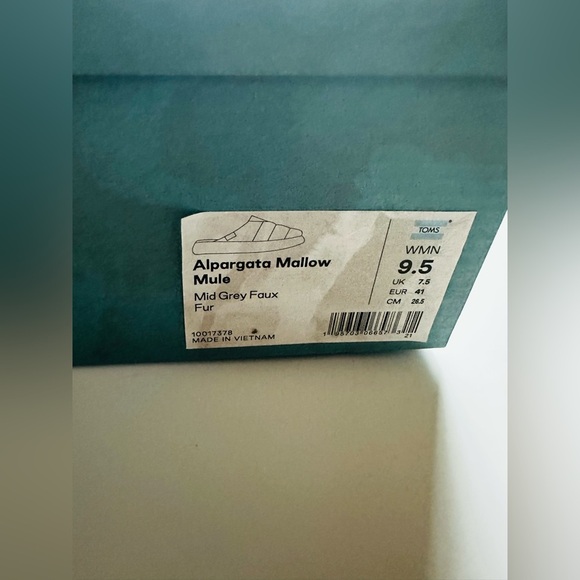 Alpargata Mallow
Mule
Mid Grey Faux
Fur
10017378
MADE IN VIETNAM
TOMS
WMN
9.5
UK 7.5
EUR 41
CM 26.5
21